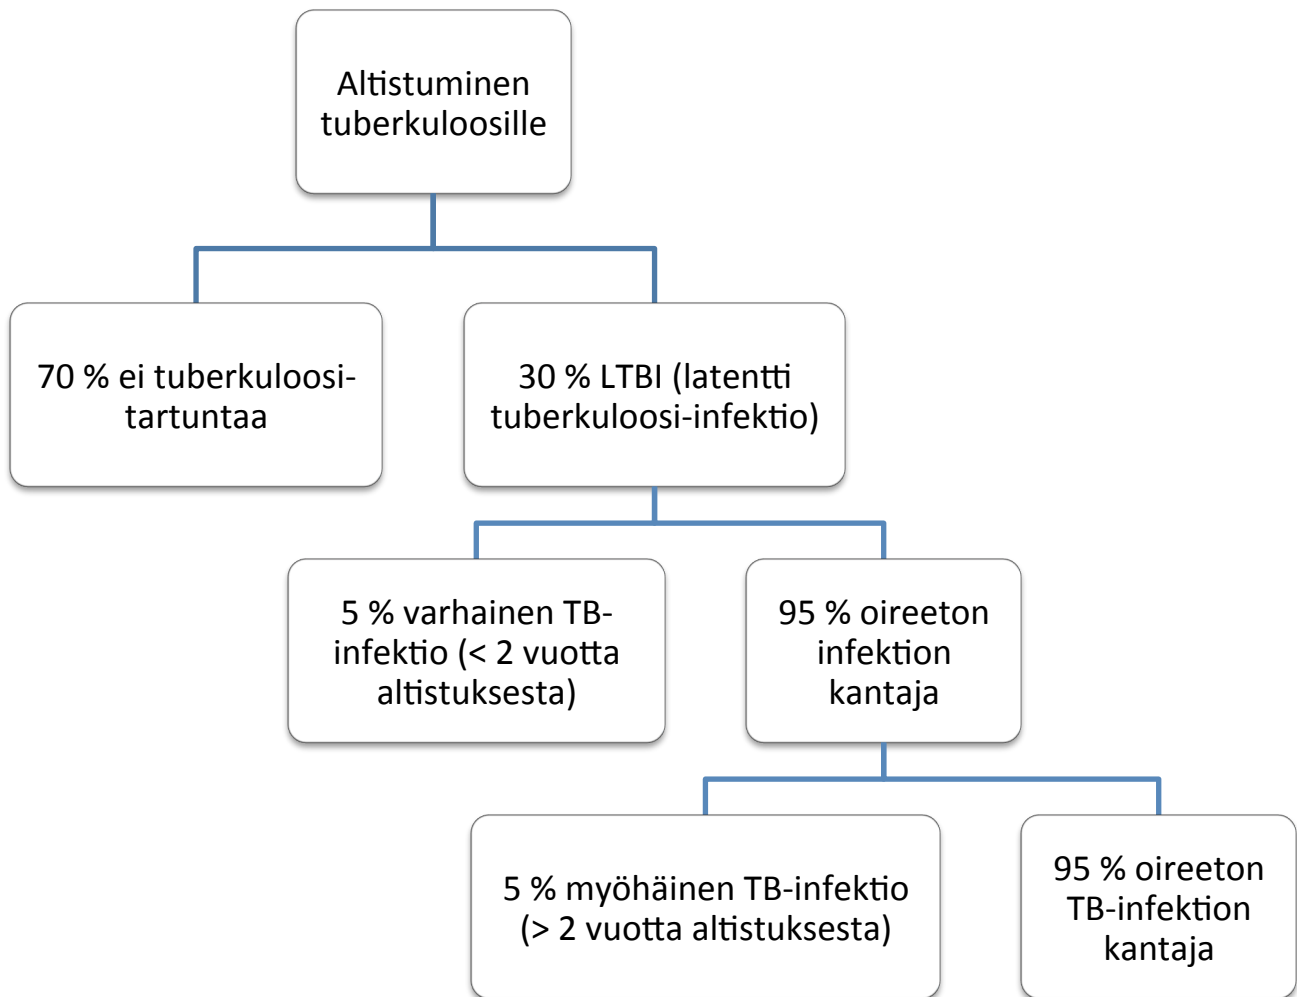 Altistuminen
tuberkuloosille
70 % ei tuberkuloosi-
tartuntaa
30 % LTBI (latentti
tuberkuloosi-infektio)
5 % varhainen TB-
infektio (< 2 vuotta
altistuksesta)
95 % oireeton
infektion
kantaja
5 % myöhäinen TB-infektio
(> 2 vuotta altistuksesta)
95 % oireeton
TB-infektion
kantaja